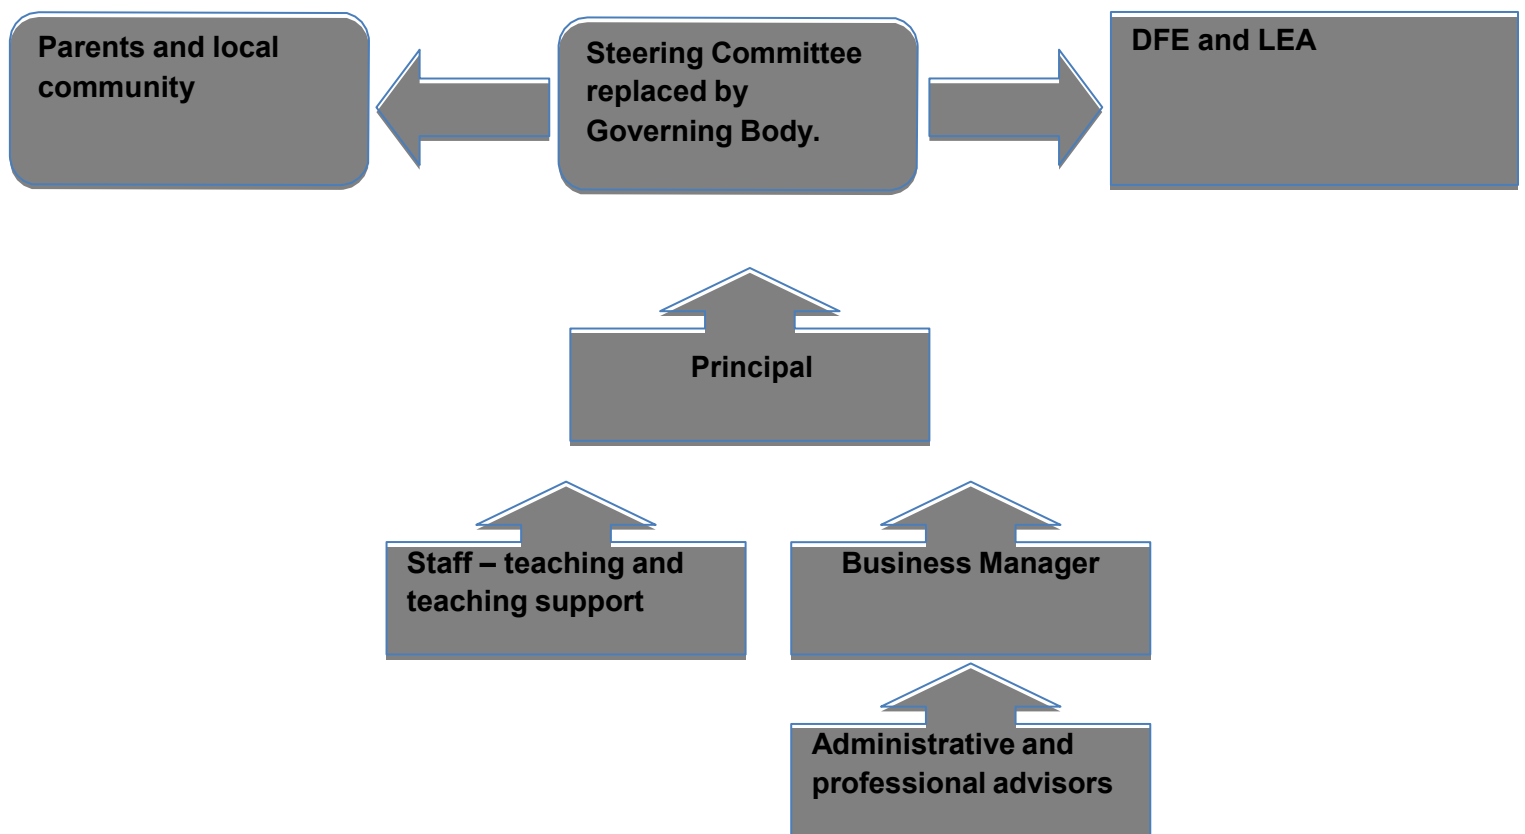 Parents and local
community
Steering Committee
replaced by
Governing Body.
DFE and LEA
Principal
Staff – teaching and
teaching support
Business Manager
Administrative and
professional advisors